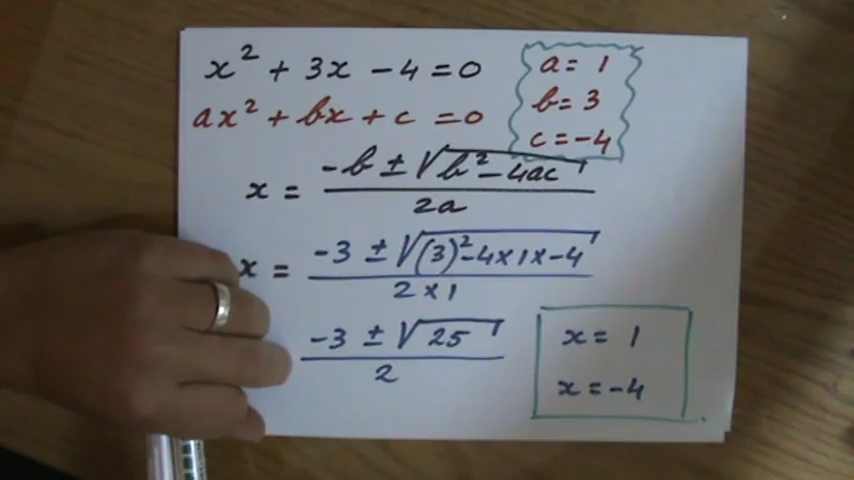 x² + 3x - 4 = 0
ax² + bx + c = 0
a = 1
b = 3
c = -4
x = -b ± √b² - 4ac / 2a
x = -3 ± √(3)² - 4 x 1 x -4 / 2 x 1
-3 ± √25 / 2
x = 1
x = -4